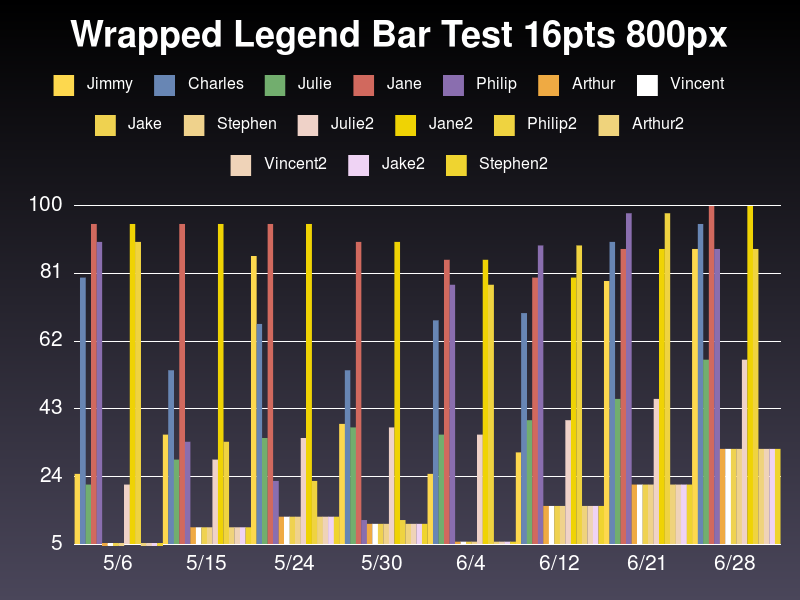 Wrapped Legend Bar Test 16pts 800px
Jimmy Charles Julie Jane Philip Arthur Vincent
Jake Stephen Julie2 Jane2 Philip2 Arthur2
Vincent2 Jake2 Stephen2
100
81
62
43
24
5
5/6 5/15 5/24 5/30 6/4 6/12 6/21 6/28